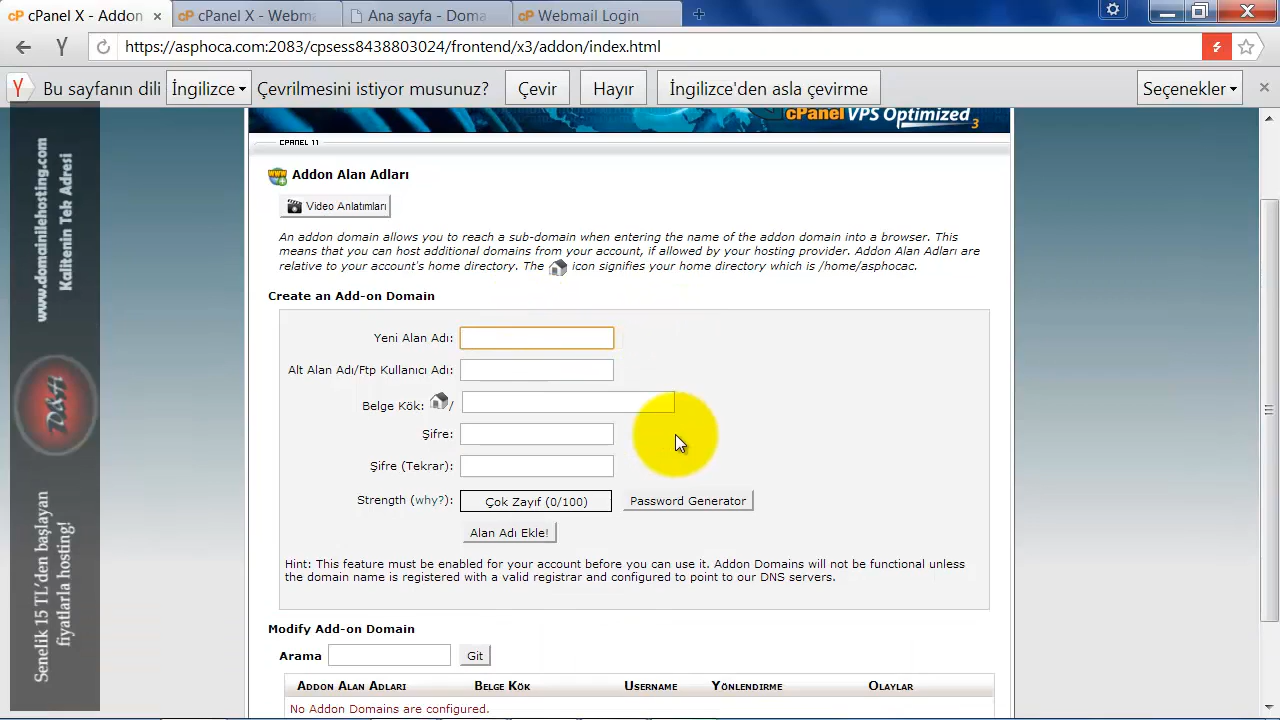 cPanel X - Addon
cPanel X - Webma
Ana sayfa - Doma
Webmail Login
https://asphoca.com:2083/cpsess8438803024/frontend/x3/addon/index.html
Bu sayfanın dili İngilizce Çevrilmesini istiyor musunuz? Çevir Hayır İngilizce'den asla çevirme Seçenekler
cPanel VPS Optimized 3
CPANEL 11
Addon Alan Adları
Video Anlatımları
An addon domain allows you to reach a sub-domain when entering the name of the addon domain into a browser. This
means that you can host additional domains from your account, if allowed by your hosting provider. Addon Alan Adları are
relative to your account's home directory. The icon signifies your home directory which is /home/asphocac.
Create an Add-on Domain
Yeni Alan Adı:
Alt Alan Adı/Ftp Kullanıcı Adı:
Belge Kök: /
Şifre:
Şifre (Tekrar):
Strength (why?): Çok Zayıf (0/100) Password Generator
Alan Adı Ekle!
Hint: This feature must be enabled for your account before you can use it. Addon Domains will not be functional unless
the domain name is registered with a valid registrar and configured to point to our DNS servers.
Modify Add-on Domain
Arama Git
Addon Alan Adları Belge Kök Username Yönlendirme Olaylar
No Addon Domains are configured.
www.domainilehosting.com
Kalitenin Tek Adresi
D&H
Senelik 15 TL'den başlayan
fiyatlarla hosting!